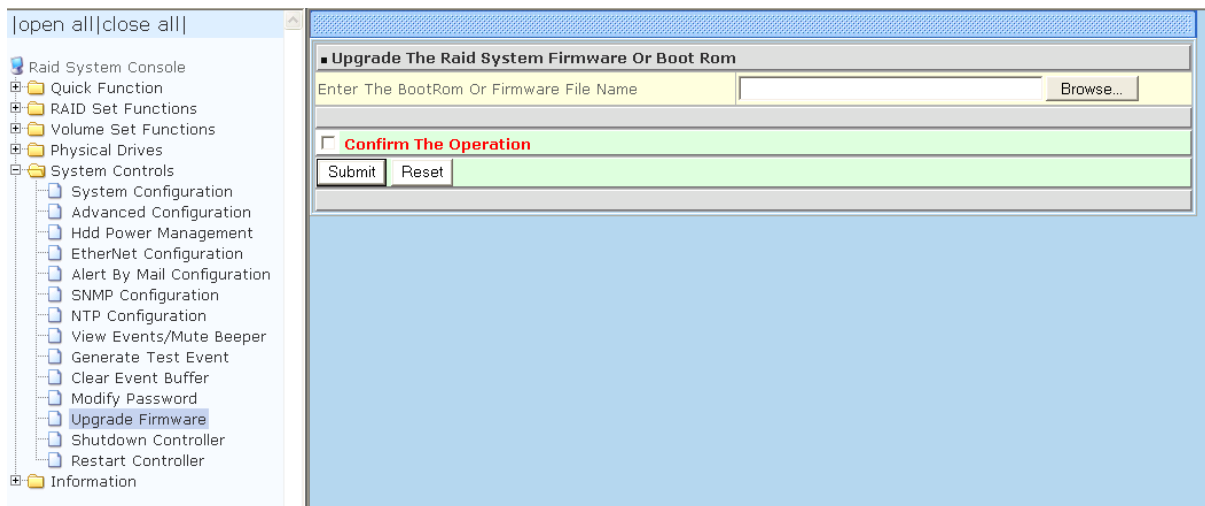 |open all|close all|
Raid System Console
Quick Function
RAID Set Functions
Volume Set Functions
Physical Drives
System Controls
System Configuration
Advanced Configuration
Hdd Power Management
EtherNet Configuration
Alert By Mail Configuration
SNMP Configuration
NTP Configuration
View Events/Mute Beeper
Generate Test Event
Clear Event Buffer
Modify Password
Upgrade Firmware
Shutdown Controller
Restart Controller
Information
Upgrade The Raid System Firmware Or Boot Rom
Enter The BootRom Or Firmware File Name Browse...
Confirm The Operation
Submit Reset